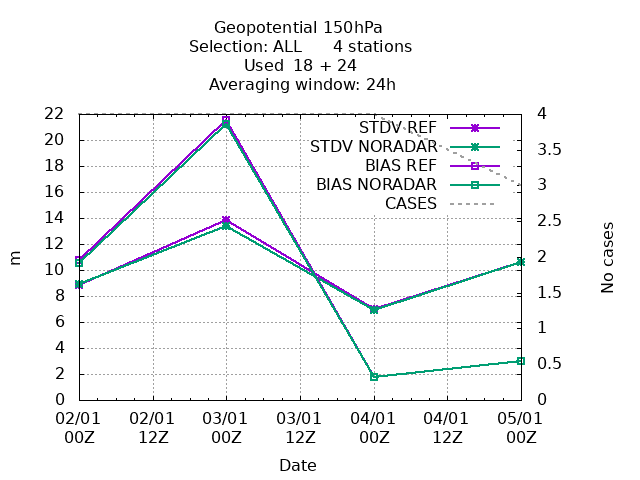 Geopotential 150hPa
Selection: ALL      4 stations
Used  18 + 24
Averaging window: 24h
m
22
20
18
16
14
12
10
8
6
4
2
0
STDV REF
STDV NORADAR
BIAS REF
BIAS NORADAR
CASES
4
3.5
3
2.5
2
1.5
1
0.5
0
No cases
02/01 02/01 03/01 03/01 04/01 04/01 05/01
00Z 12Z 00Z 12Z 00Z 12Z 00Z
Date